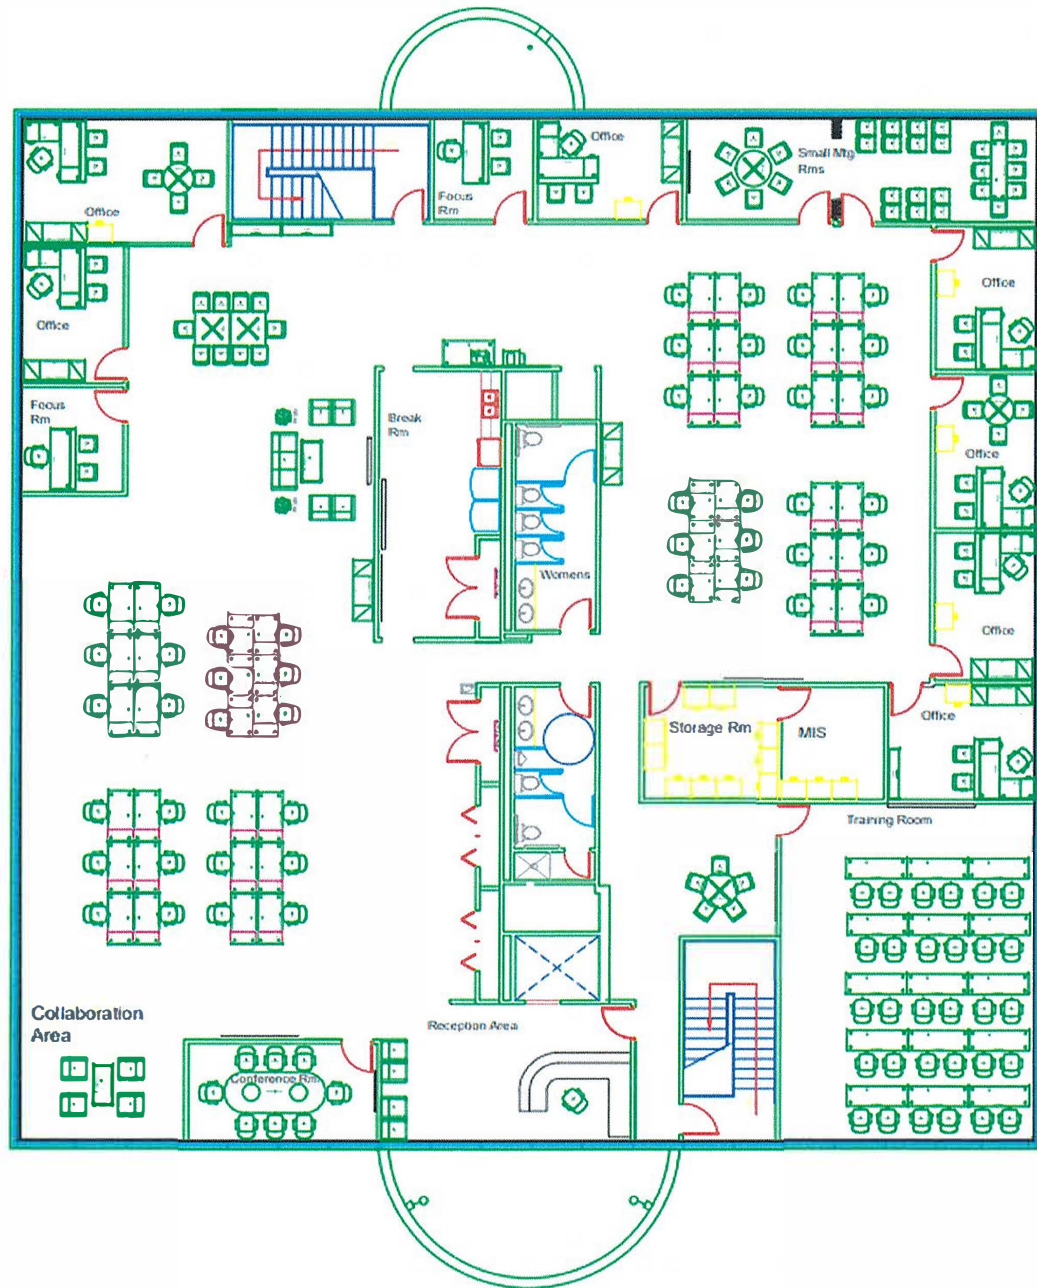 Office
Small Mtg
Rms
Focus
Rm
Office
Office
Office
Focus
Rm
Break
Rm
Office
Womens
Office
Office
Storage Rm
MIS
Training Room
Collaboration
Area
Reception Area
Conference Rm